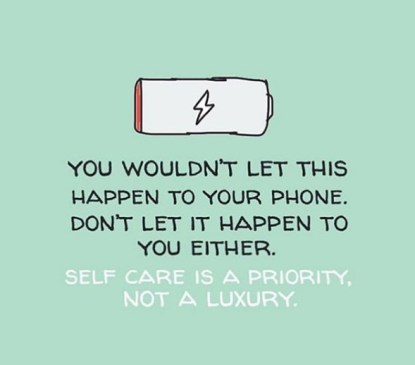 YOU WOULDN'T LET THIS
HAPPEN TO YOUR PHONE.
DON'T LET IT HAPPEN TO
YOU EITHER.
SELF CARE IS A PRIORITY,
NOT A LUXURY.